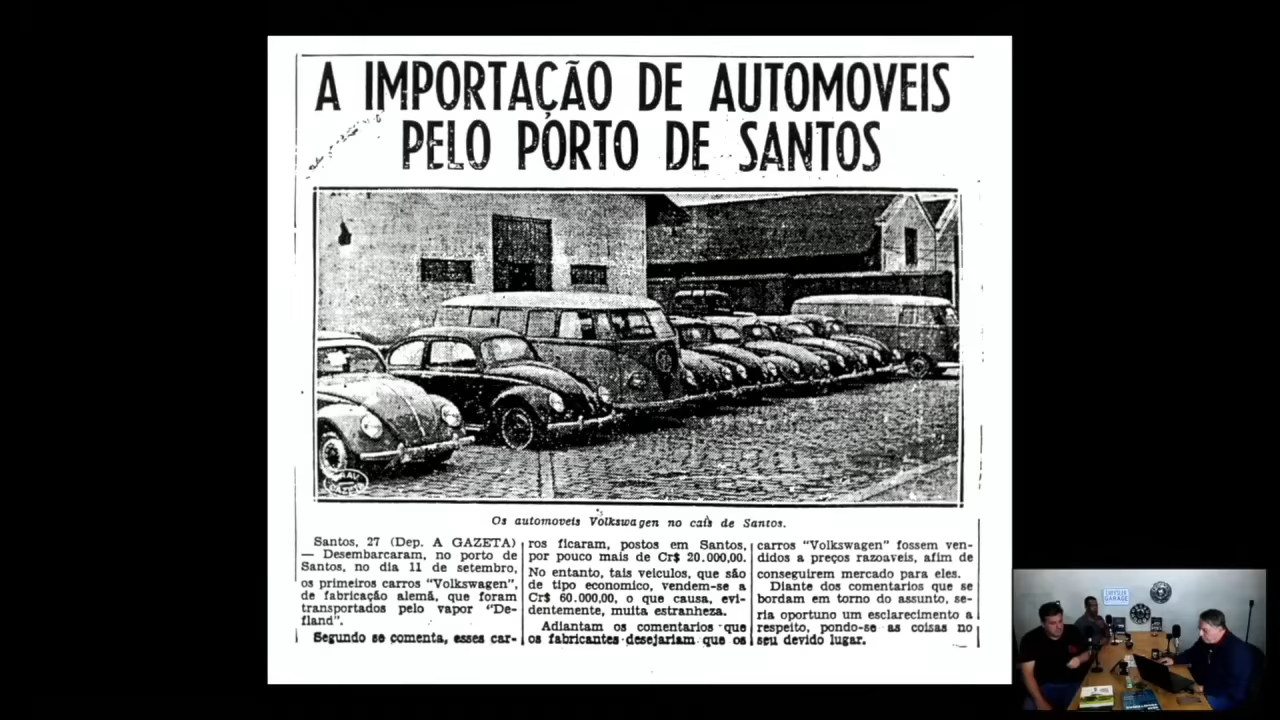 A IMPORTAÇÃO DE AUTOMOVEIS
PELO PORTO DE SANTOS
Os automoveis Volkswagen no cais de Santos.
Santos, 27 (Dep. A GAZETA)
— Desembarcaram, no porto de
Santos, no dia 11 de setembro,
os primeiros carros “Volkswagen”,
de fabricação alemã, que foram
transportados pelo vapor “De-
fland”.
Segundo se comenta, esses car-
ros ficaram, postos em Santos,
por pouco mais de Cr$ 20.000,00.
No entanto, tais veiculos, que são
de tipo economico, vendem-se a
Cr$ 60.000,00, o que causa, evi-
dentemente, muita estranheza.
Adiantam os comentarios que
os fabricantes desejariam que os
carros “Volkswagen” fossem ven-
didos a preços razoaveis, afim de
conseguirem mercado para eles.
Diante dos comentarios que se
bordam em torno do assunto, se-
ria oportuno um esclarecimento a
respeito, pondo-se as coisas no
seu devido lugar.
CHRYSLER
GARAGE